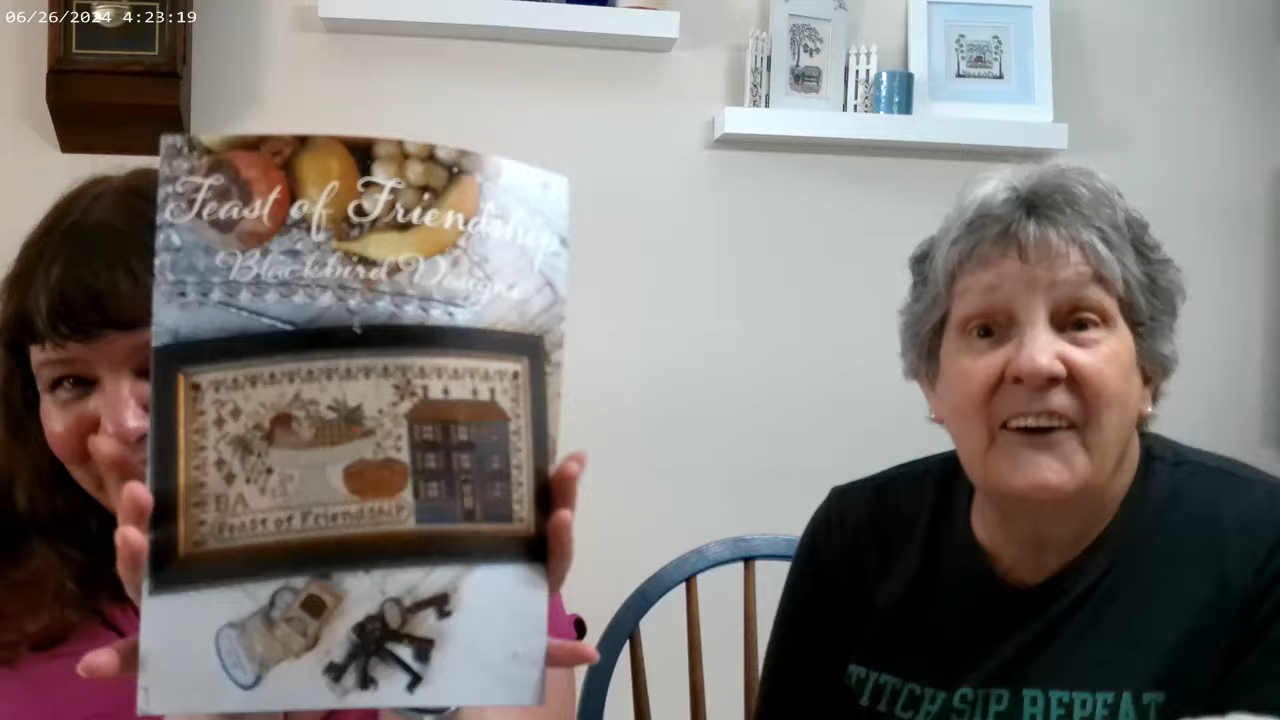 06/26/2024 4:23:19
Feast of Friendship
Blackbird Designs
BA
Feast of Friendship
STITCH SIP REPEAT